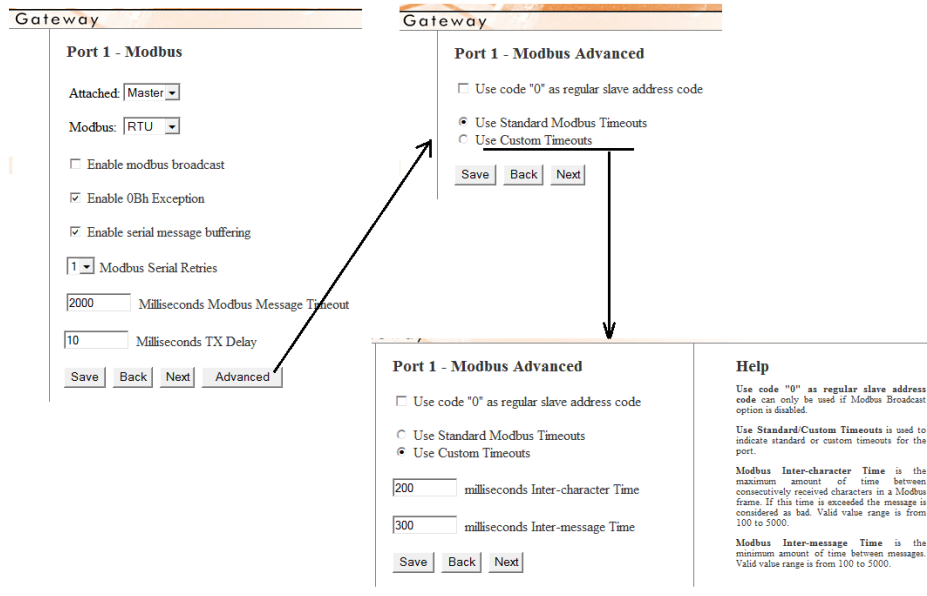 Gateway
Port 1 - Modbus
Attached: Master
Modbus: RTU
Enable modbus broadcast
Enable 0Bh Exception
Enable serial message buffering
1 Modbus Serial Retries
2000 Milliseconds Modbus Message Timeout
10 Milliseconds TX Delay
Save Back Next Advanced
Gateway
Port 1 - Modbus Advanced
Use code "0" as regular slave address code
Use Standard Modbus Timeouts
Use Custom Timeouts
Save Back Next
Port 1 - Modbus Advanced
Use code "0" as regular slave address code
Use Standard Modbus Timeouts
Use Custom Timeouts
200 milliseconds Inter-character Time
300 milliseconds Inter-message Time
Save Back Next
Help
Use code "0" as regular slave address
code can only be used if Modbus Broadcast
option is disabled.
Use Standard/Custom Timeouts is used to
indicate standard or custom timeouts for the
port.
Modbus Inter-character Time is the
maximum amount of time between
consecutively received characters in a Modbus
frame. If this time is exceeded the message is
considered as bad. Valid value range is from
100 to 5000.
Modbus Inter-message Time is the
minimum amount of time between messages.
Valid value range is from 100 to 5000.